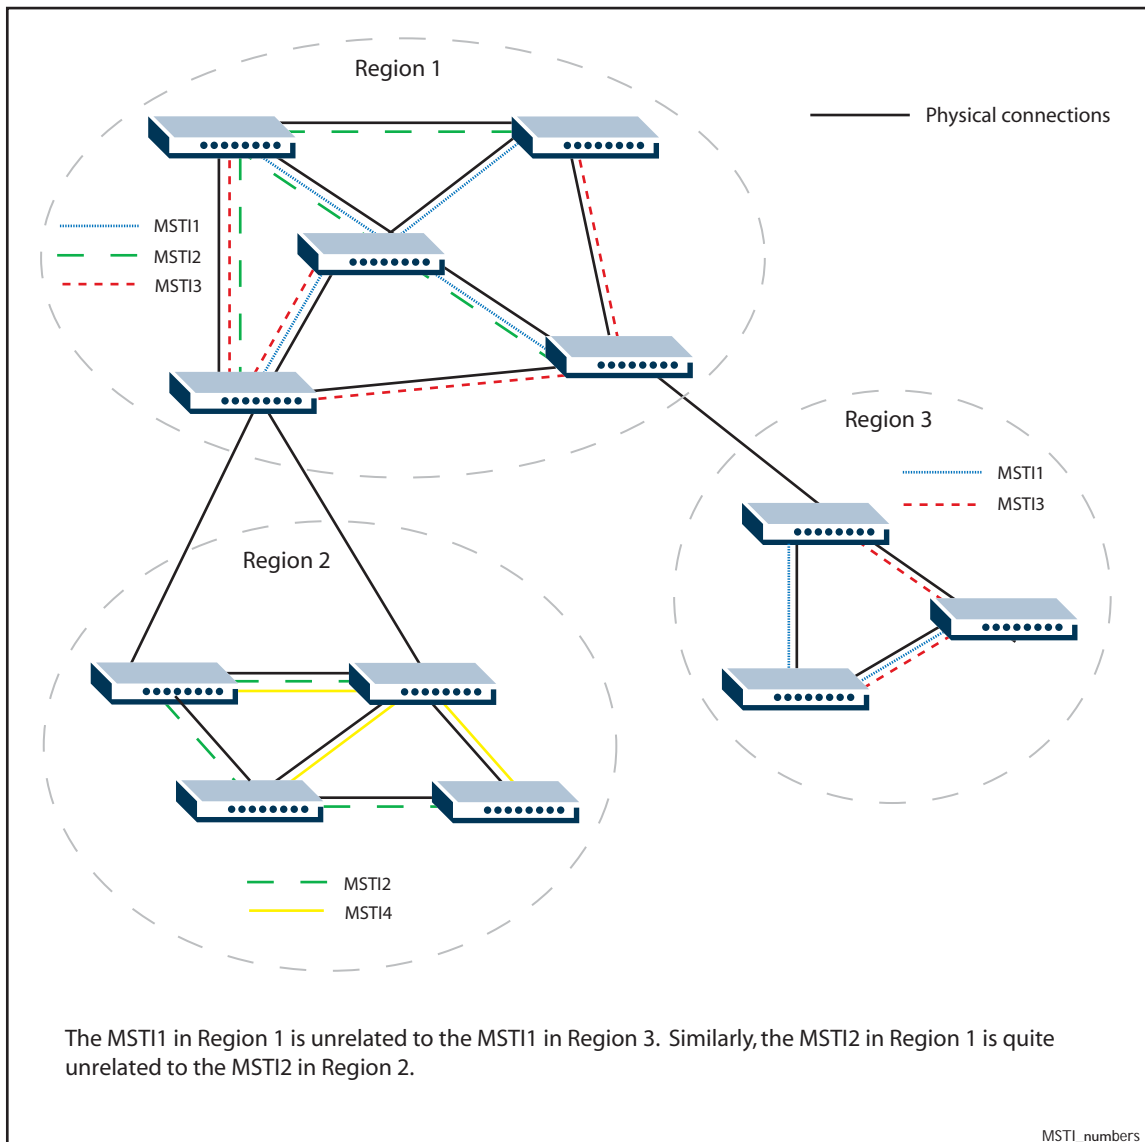 Region 1
Physical connections
MSTI1
MSTI2
MSTI3
Region 3
MSTI1
MSTI3
Region 2
MSTI2
MSTI4
The MSTI1 in Region 1 is unrelated to the MSTI1 in Region 3. Similarly, the MSTI2 in Region 1 is quite
unrelated to the MSTI2 in Region 2.
MSTI_numbers